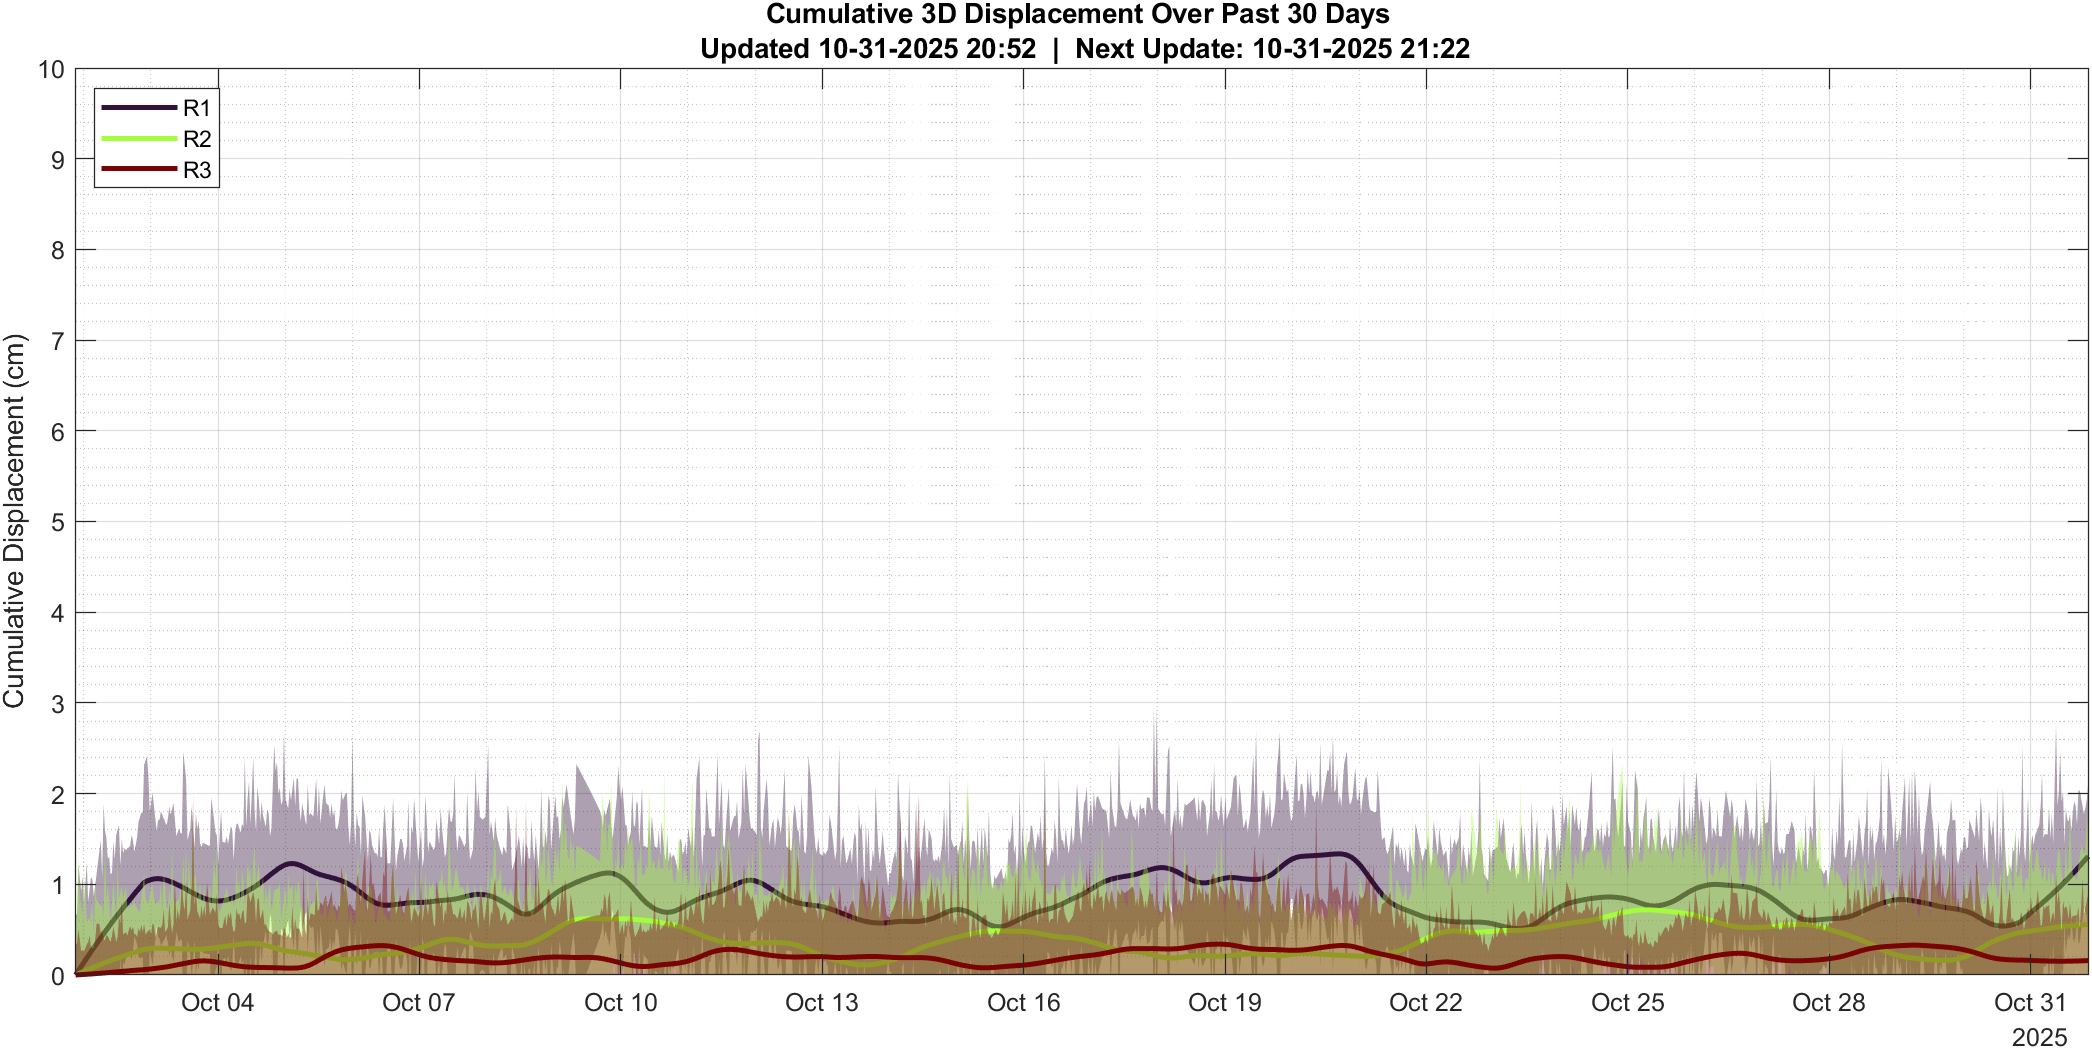 Cumulative 3D Displacement Over Past 30 Days
Updated 10-31-2025 20:52 | Next Update: 10-31-2025 21:22
Cumulative Displacement (cm)
10
9
8
7
6
5
4
3
2
1
0
R1
R2
R3
Oct 04 Oct 07 Oct 10 Oct 13 Oct 16 Oct 19 Oct 22 Oct 25 Oct 28 Oct 31
2025